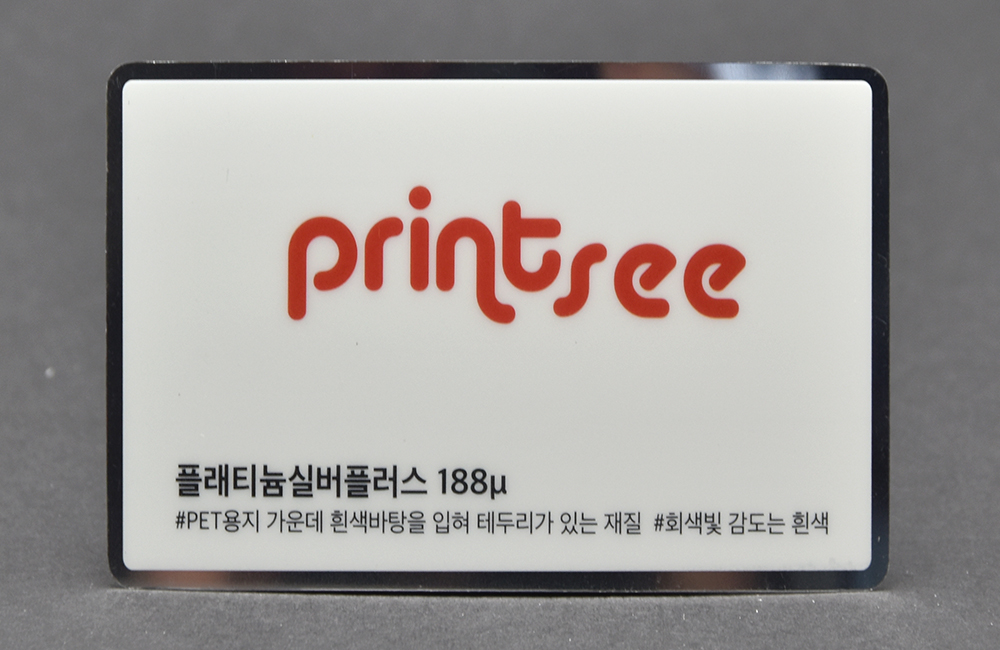 printsee
플래티늄실버플러스 188μ
#PET용지 가운데 흰색바탕을 입혀 테두리가 있는 재질 #회색빛 감도는 흰색